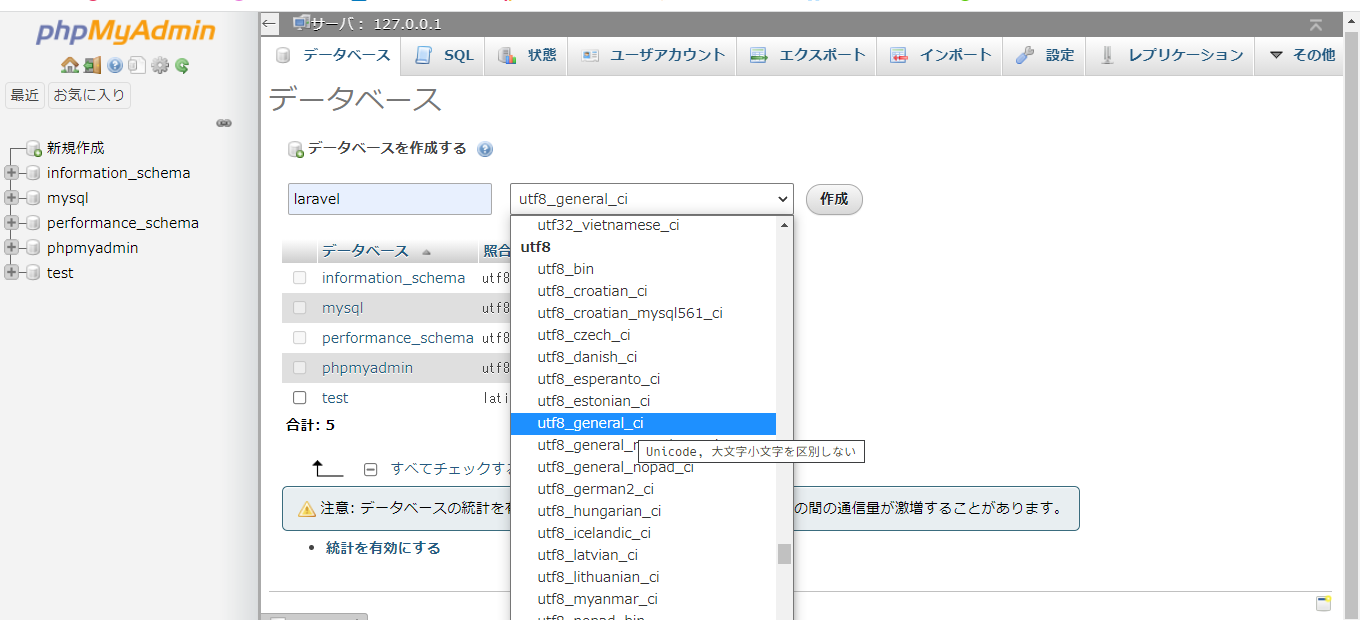 phpMyAdmin
最近 お気に入り
新規作成
information_schema
mysql
performance_schema
phpmyadmin
test
サーバ： 127.0.0.1
データベース SQL 状態 ユーザアカウント エクスポート インポート 設定 レプリケーション その他
データベース
データベースを作成する
laravel utf8_general_ci 作成
データベース 照合
information_schema utf8
mysql utf8
performance_schema utf8
phpmyadmin utf8
test lati
合計: 5
すべてチェックする
注意: データベースの統計を の間の通信量が激増することがあります。
統計を有効にする
utf32_vietnamese_ci
utf8
utf8_bin
utf8_croatian_ci
utf8_croatian_mysql561_ci
utf8_czech_ci
utf8_danish_ci
utf8_esperanto_ci
utf8_estonian_ci
utf8_general_ci
utf8_general_
Unicode, 大文字小文字を区別しない
utf8_general_nopad_ci
utf8_german2_ci
utf8_hungarian_ci
utf8_icelandic_ci
utf8_latvian_ci
utf8_lithuanian_ci
utf8_myanmar_ci